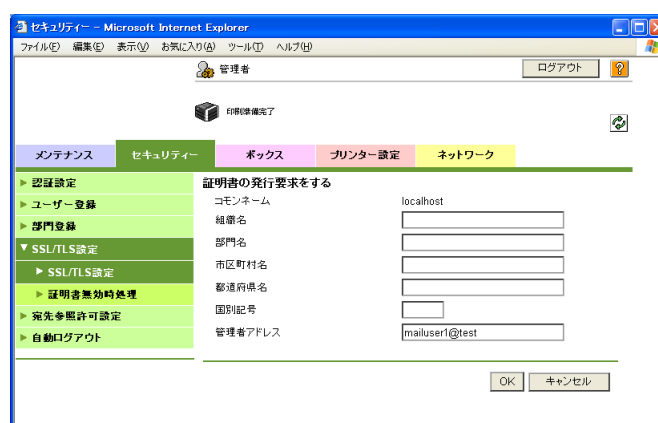 セキュリティー - Microsoft Internet Explorer
ファイル(F) 編集(E) 表示(V) お気に入り(A) ツール(T) ヘルプ(H)
管理者 ログアウト ?
印刷準備完了
メンテナンス セキュリティー ボックス プリンター設定 ネットワーク
認証設定
ユーザー登録
部門登録
SSL/TLS設定
SSL/TLS設定
証明書無効時処理
宛先参照許可設定
自動ログアウト
証明書の発行要求をする
コモンネーム localhost
組織名
部門名
市区町村名
都道府県名
国別記号
管理者アドレス mailuser1@test
OK キャンセル